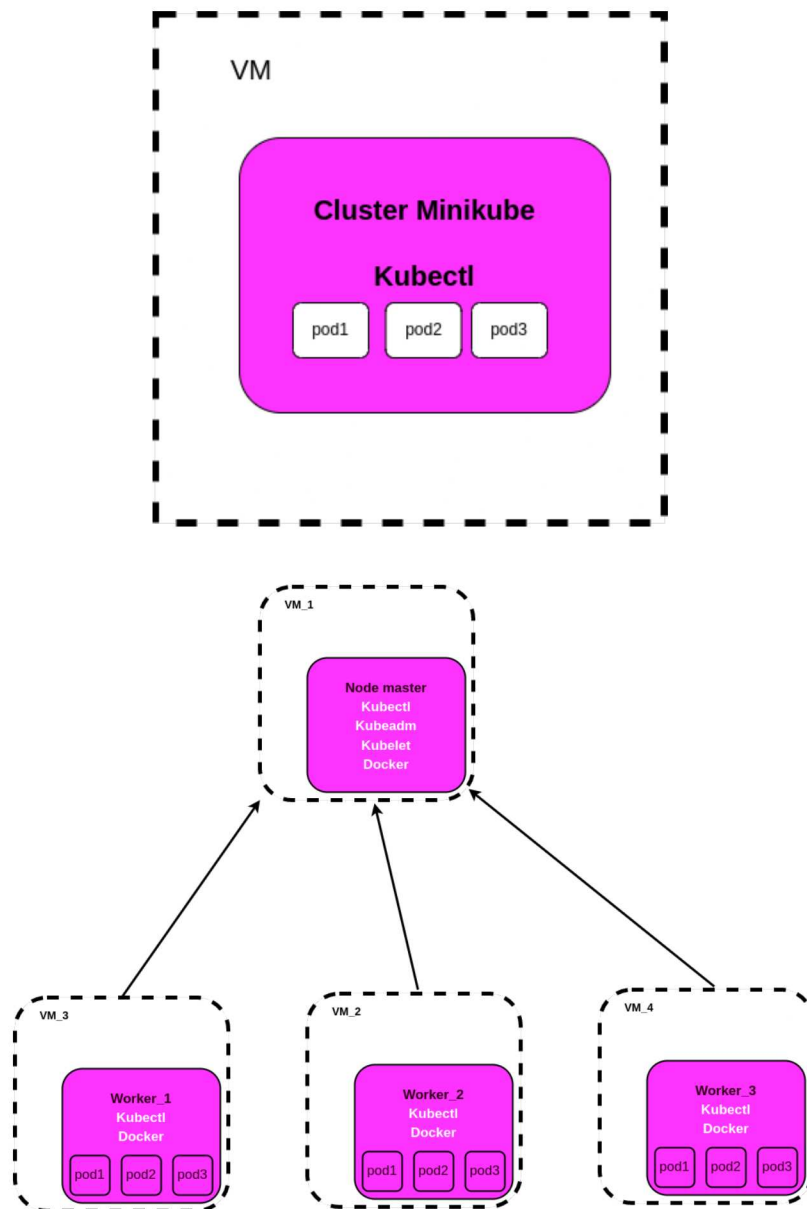 VM
Cluster Minikube
Kubectl
pod1 pod2 pod3
VM_1
Node master
Kubectl
Kubeadm
Kubelet
Docker
VM_3
Worker_1
Kubectl
Docker
pod1 pod2 pod3
VM_2
Worker_2
Kubectl
Docker
pod1 pod2 pod3
VM_4
Worker_3
Kubectl
Docker
pod1 pod2 pod3